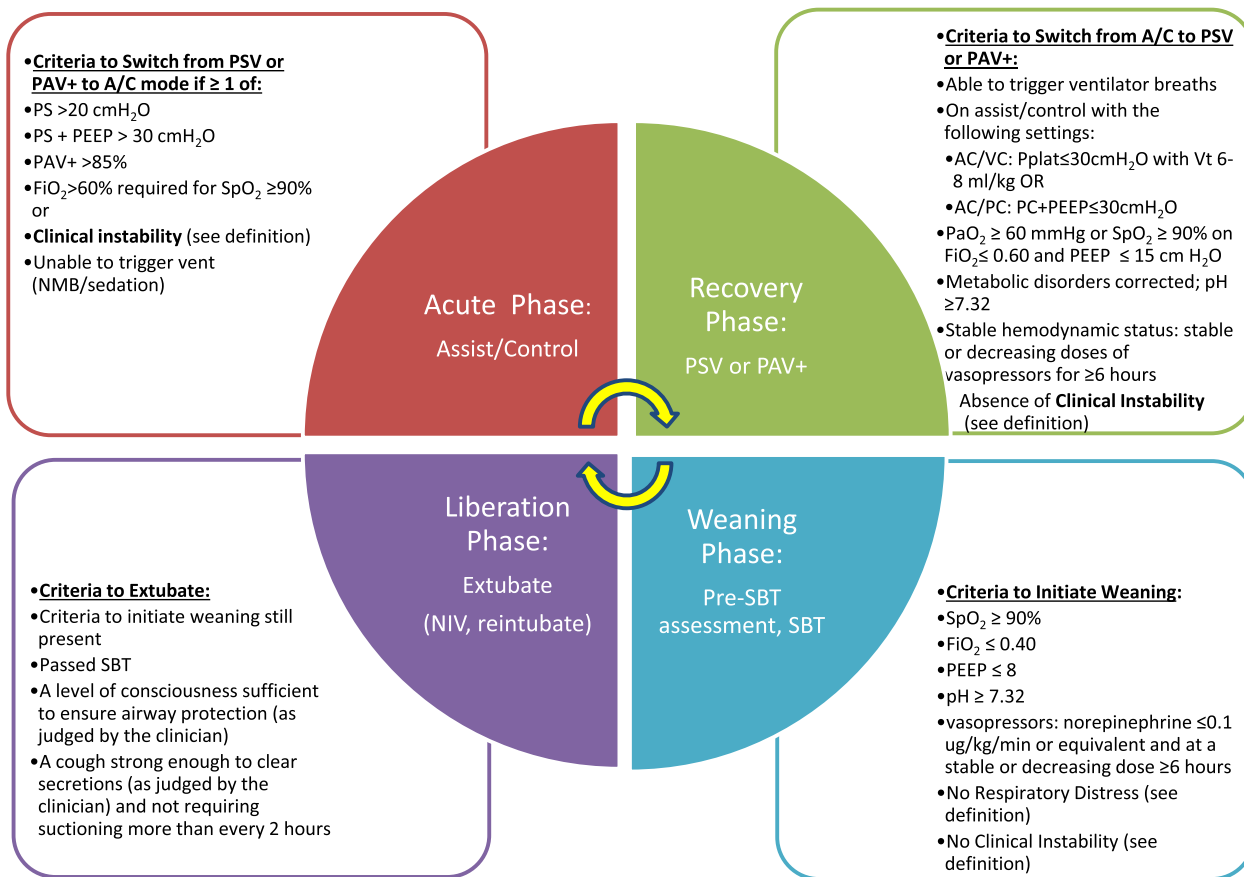 •Criteria to Switch from PSV or
PAV+ to A/C mode if ≥ 1 of:
•PS >20 cmH₂O
•PS + PEEP > 30 cmH₂O
•PAV+ >85%
•FiO₂>60% required for SpO₂ ≥90%
or
•Clinical instability (see definition)
•Unable to trigger vent
(NMB/sedation)
•Criteria to Switch from A/C to PSV
or PAV+:
•Able to trigger ventilator breaths
•On assist/control with the
following settings:
•AC/VC: Pplat≤30cmH₂O with Vt 6-
8 ml/kg OR
•AC/PC: PC+PEEP≤30cmH₂O
•PaO₂ ≥ 60 mmHg or SpO₂ ≥ 90% on
FiO₂≤ 0.60 and PEEP ≤ 15 cm H₂O
•Metabolic disorders corrected; pH
≥7.32
•Stable hemodynamic status: stable
or decreasing doses of
vasopressors for ≥6 hours
Absence of Clinical Instability
(see definition)
Acute Phase:
Assist/Control
Recovery
Phase:
PSV or PAV+
Liberation
Phase:
Extubate
(NIV, reintubate)
Weaning
Phase:
Pre-SBT
assessment, SBT
•Criteria to Extubate:
•Criteria to initiate weaning still
present
•Passed SBT
•A level of consciousness sufficient
to ensure airway protection (as
judged by the clinician)
•A cough strong enough to clear
secretions (as judged by the
clinician) and not requiring
suctioning more than every 2 hours
•Criteria to Initiate Weaning:
•SpO₂ ≥ 90%
•FiO₂ ≤ 0.40
•PEEP ≤ 8
•pH ≥ 7.32
•vasopressors: norepinephrine ≤0.1
ug/kg/min or equivalent and at a
stable or decreasing dose ≥6 hours
•No Respiratory Distress (see
definition)
•No Clinical Instability (see
definition)